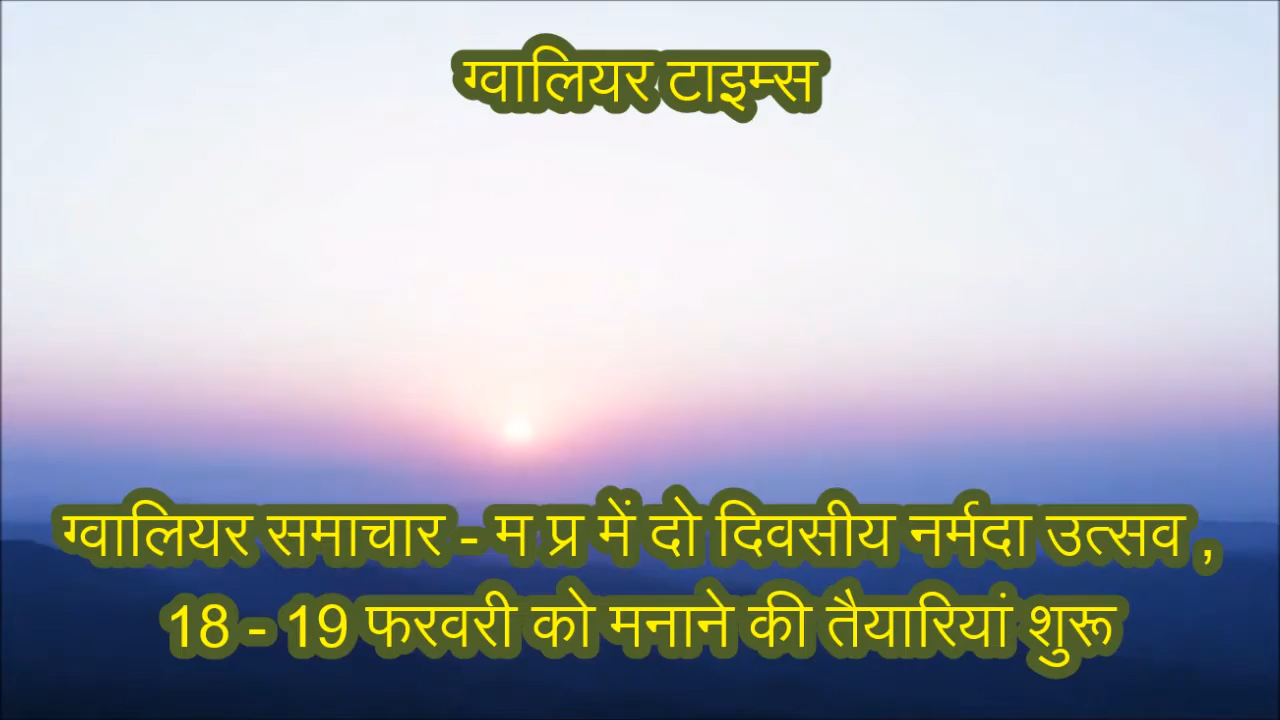 ग्वालियर टाइम्स
ग्वालियर समाचार - म प्र में दो दिवसीय नर्मदा उत्सव ,
18 - 19 फरवरी को मनाने की तैयारियां शुरू